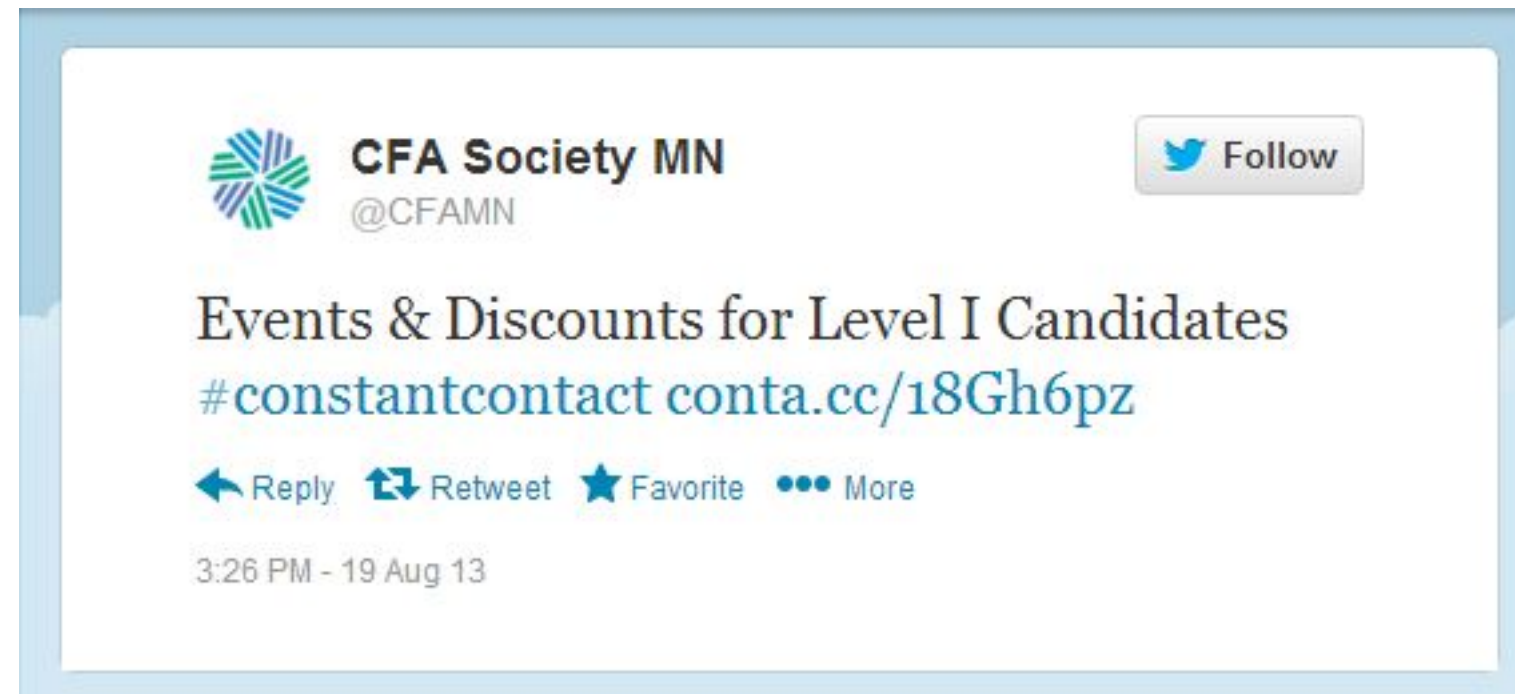 CFA Society MN
Follow
@CFAMN
Events & Discounts for Level I Candidates
#constantcontact conta.cc/18Gh6pz
Reply Retweet Favorite More
3:26 PM - 19 Aug 13